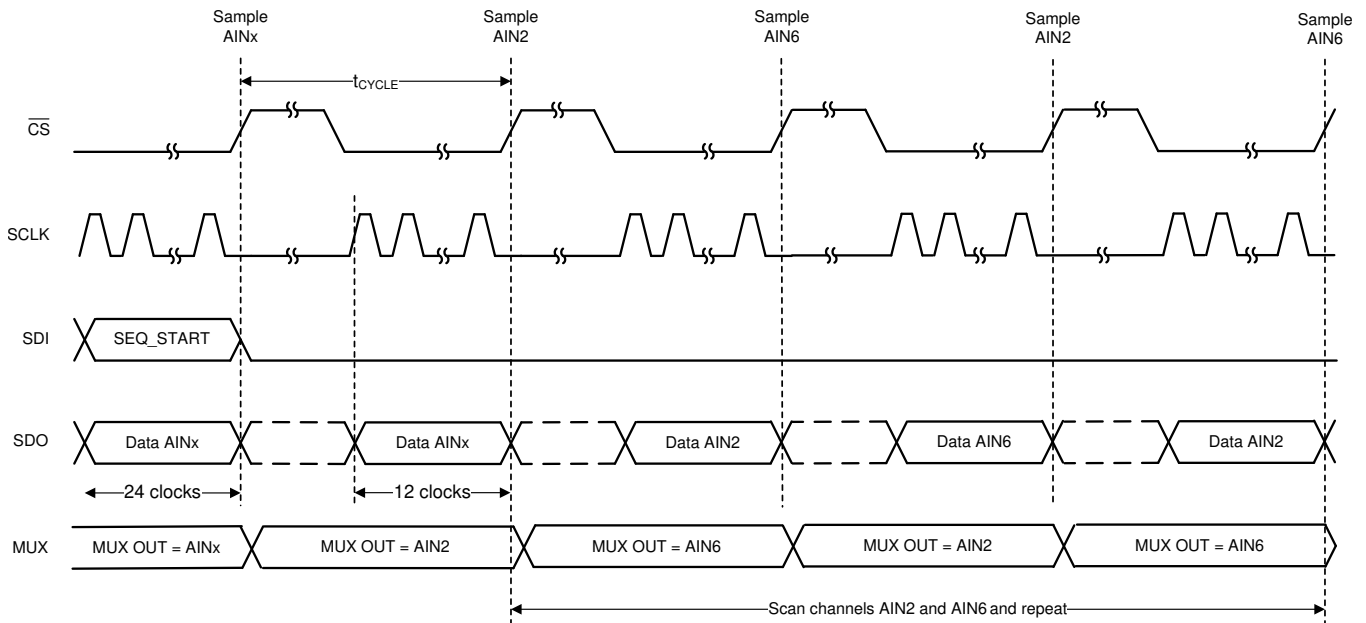 Sample
AINx
Sample
AIN2
Sample
AIN6
Sample
AIN2
Sample
AIN6
tCYCLE
CS
SCLK
SDI
SEQ_START
SDO
Data AINx
Data AINx
Data AIN2
Data AIN6
Data AIN2
24 clocks
12 clocks
MUX
MUX OUT = AINx
MUX OUT = AIN2
MUX OUT = AIN6
MUX OUT = AIN2
MUX OUT = AIN6
Scan channels AIN2 and AIN6 and repeat